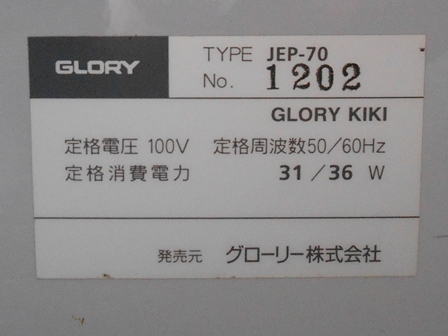 GLORY
TYPE JEP-70
No. 1202
GLORY KIKI
定格電圧 100V 定格周波数50/60Hz
定格消費電力 31/36 W
発売元 グローリー株式会社